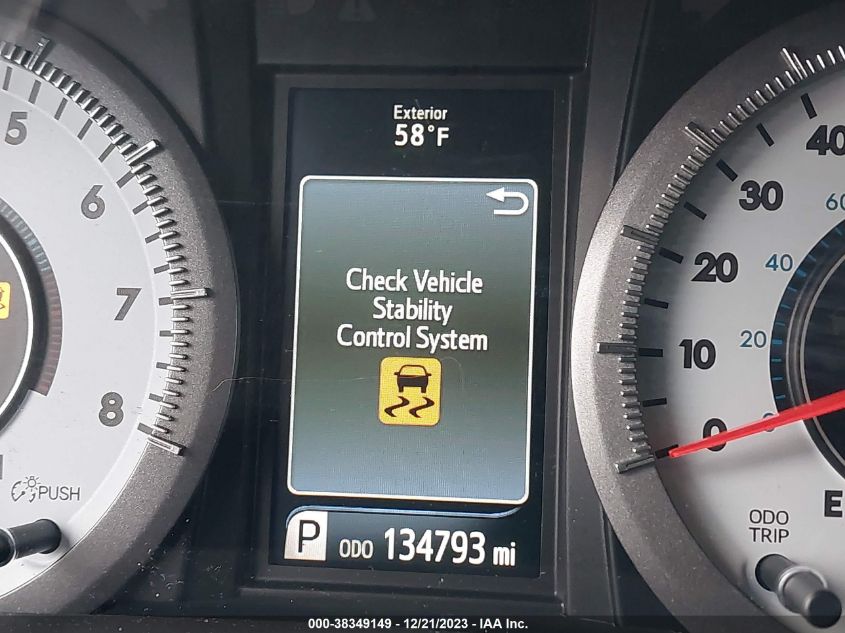 Exterior
58°F
Check Vehicle
Stability
Control System
P ODO 134793 mi
5
6
7
8
PUSH
40
30
20
10
0
60
40
20
0
E
ODO
TRIP
000-38349149 - 12/21/2023 - IAA Inc.